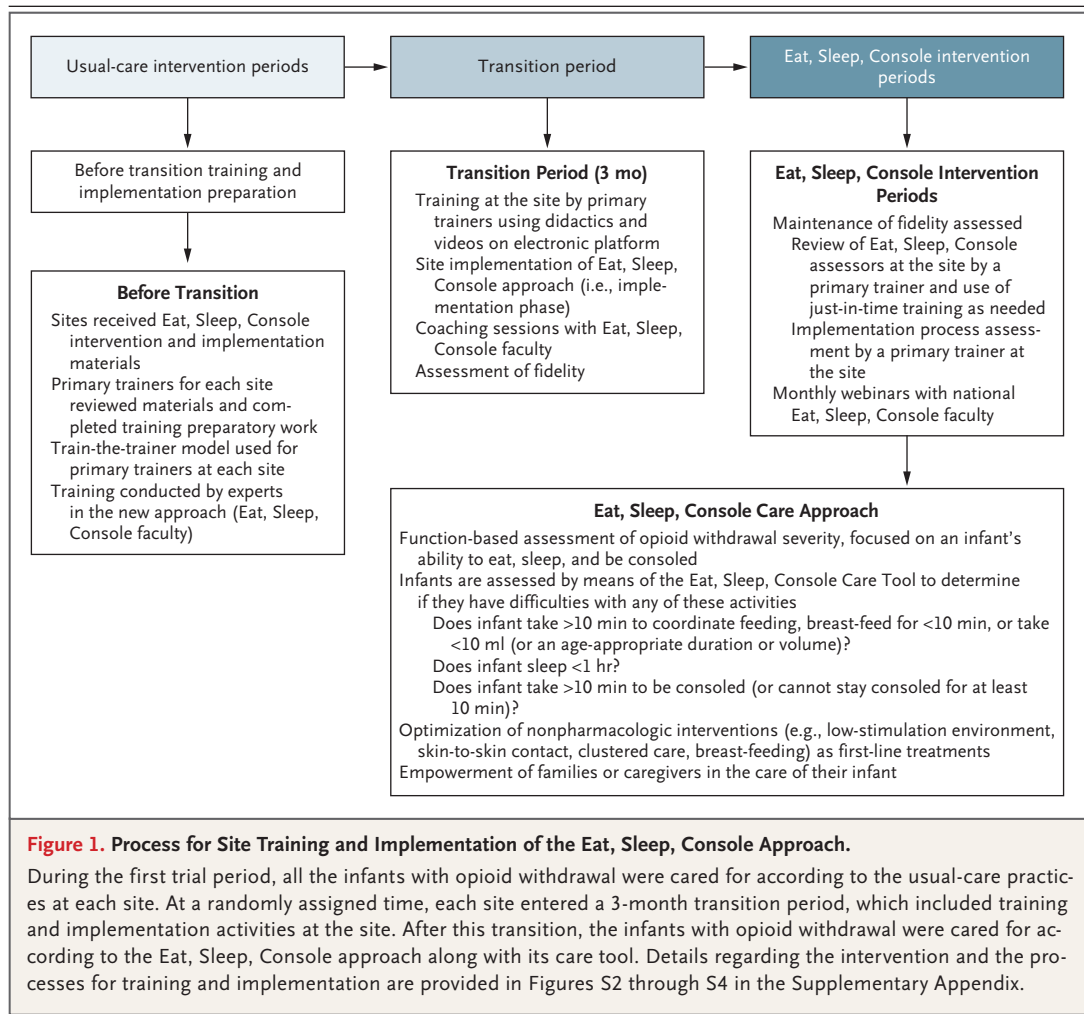 Usual-care intervention periods
Transition period
Eat, Sleep, Console intervention
periods
Before transition training and
implementation preparation
Before Transition
Sites received Eat, Sleep, Console
intervention and implementation
materials
Primary trainers for each site
reviewed materials and com-
pleted training preparatory work
Train-the-trainer model used for
primary trainers at each site
Training conducted by experts
in the new approach (Eat, Sleep,
Console faculty)
Transition Period (3 mo)
Training at the site by primary
trainers using didactics and
videos on electronic platform
Site implementation of Eat, Sleep,
Console approach (i.e., imple-
mentation phase)
Coaching sessions with Eat, Sleep,
Console faculty
Assessment of fidelity
Eat, Sleep, Console Intervention
Periods
Maintenance of fidelity assessed
Review of Eat, Sleep, Console
assessors at the site by a
primary trainer and use of
just-in-time training as needed
Implementation process assess-
ment by a primary trainer at
the site
Monthly webinars with national
Eat, Sleep, Console faculty
Eat, Sleep, Console Care Approach
Function-based assessment of opioid withdrawal severity, focused on an infant's
ability to eat, sleep, and be consoled
Infants are assessed by means of the Eat, Sleep, Console Care Tool to determine
if they have difficulties with any of these activities
Does infant take >10 min to coordinate feeding, breast-feed for <10 min, or take
<10 ml (or an age-appropriate duration or volume)?
Does infant sleep <1 hr?
Does infant take >10 min to be consoled (or cannot stay consoled for at least
10 min)?
Optimization of nonpharmacologic interventions (e.g., low-stimulation environment,
skin-to-skin contact, clustered care, breast-feeding) as first-line treatments
Empowerment of families or caregivers in the care of their infant
Figure 1. Process for Site Training and Implementation of the Eat, Sleep, Console Approach.
During the first trial period, all the infants with opioid withdrawal were cared for according to the usual-care practic-
es at each site. At a randomly assigned time, each site entered a 3-month transition period, which included training
and implementation activities at the site. After this transition, the infants with opioid withdrawal were cared for ac-
cording to the Eat, Sleep, Console approach along with its care tool. Details regarding the intervention and the pro-
cesses for training and implementation are provided in Figures S2 through S4 in the Supplementary Appendix.